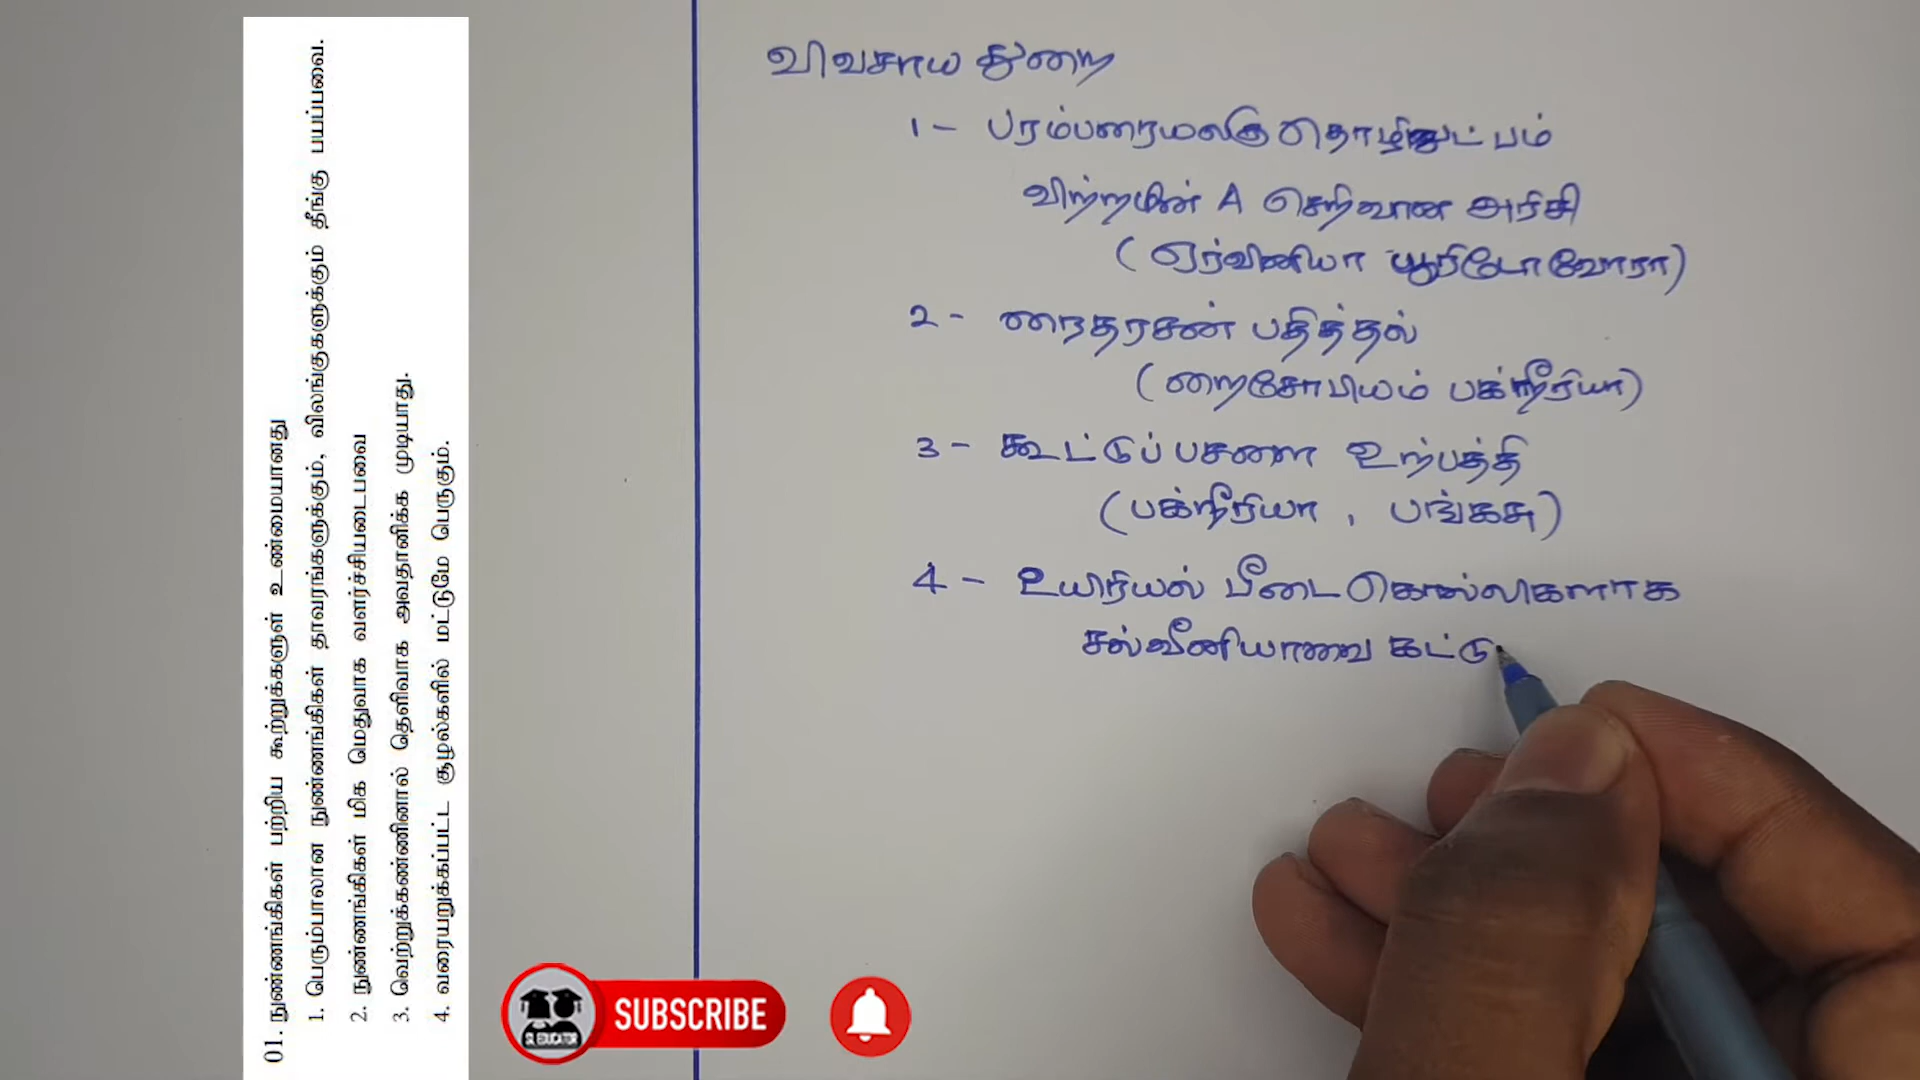 01. நுண்ணங்கிகள் பற்றிய கூற்றுக்களுள் உண்மையானது
1. பெரும்பாலான நுண்ணங்கிகள் தாவரங்களுக்கும், விலங்குகளுக்கும் தீங்கு பயப்பவை.
2. நுண்ணங்கிகள் மிக மெதுவாக வளர்ச்சியடைபவை
3. வெற்றுக்கண்ணினால் தெளிவாக அவதானிக்க முடியாது.
4. வரையறுக்கப்பட்ட சூழல்களில் மட்டுமே பெருகும்.
விவசாய துறை
1 - பரம்பரையலகு தொழினுட்பம்
விற்றமின் A செறிவான அரிசி
(ஏர்வினியா யூரிடோவோரா)
2 - நைதரசன் பதித்தல்
(றைசோபியம் பக்றீரியா)
3 - கூட்டுப்பசளை உற்பத்தி
(பக்றீரியா , பங்கசு)
4 - உயிரியல் பீடைகொல்லிகளாக
சல்வீனியாவை கட்டு
SUBSCRIBE
SL EDUCATOR